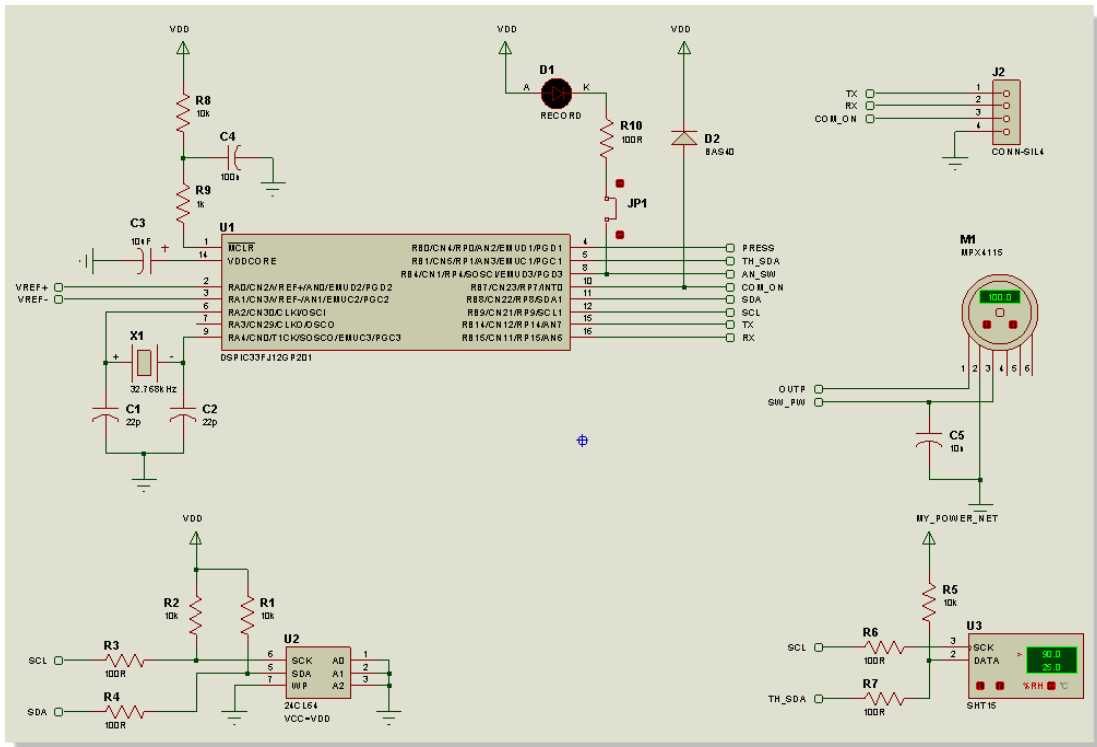 VDD
R8
10k
C4
100n
R9
1k
C3
10uF
+
VDD
D1
A
K
RECORD
R10
100R
JP1
VDD
D2
BAS40
J2
TX
1
RX
2
COM_ON
3
4
CONN-SIL4
U1
1
MCLR
14
VDDCORE
VREF+
2
RA0/CN2/VREF+/AN0/EMUD2/PGD2
VREF-
3
RA1/CN3/VREF-/AN1/EMUC2/PGC2
6
RA2/CN30/CLKI/OSCI
7
RA3/CN29/CLKO/OSCO
9
RA4/CN0/T1CK/SOSCO/EMUC3/PGC3
RB0/CN4/RP0/AN2/EMUD1/PGD1
4
PRESS
RB1/CN5/RP1/AN3/EMUC1/PGC1
5
TH_SDA
RB4/CN1/RP4/SOSCI/EMUD3/PGD3
8
AN_SW
RB7/CN23/RP7/INT0
10
COM_ON
RB8/CN22/RP8/SDA1
11
SDA
RB9/CN21/RP9/SCL1
12
SCL
RB14/CN12/RP14/AN7
15
TX
RB15/CN11/RP15/AN6
16
RX
DSPIC33FJ12GP201
X1
+
-
32.768kHz
C1
22p
C2
22p
M1
MPX4115
100.0
1
2
3
4
5
6
OUTP
SW_PW
C5
10n
VDD
R2
10k
R1
10k
SCL
R3
100R
SDA
R4
100R
U2
6
SCK
A0
1
5
SDA
A1
2
7
WP
A2
3
24CL64
VCC=VDD
MY_POWER_NET
R5
10k
SCL
R6
100R
TH_SDA
R7
100R
U3
3
SCK
2
DATA
>
90.0
25.0
%RH
°C
SHT15